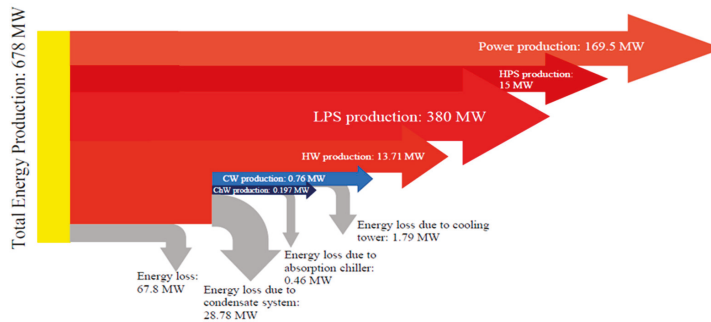 Total Energy Production: 678 MW
Power production: 169.5 MW
HPS production:
15 MW
LPS production: 380 MW
HW production: 13.71 MW
CW production: 0.76 MW
ChW production: 0.197 MW
Energy loss due to cooling
tower: 1.79 MW
Energy loss due to
absorption chiller:
0.46 MW
Energy loss:
67.8 MW
Energy loss due to
condensate system:
28.78 MW